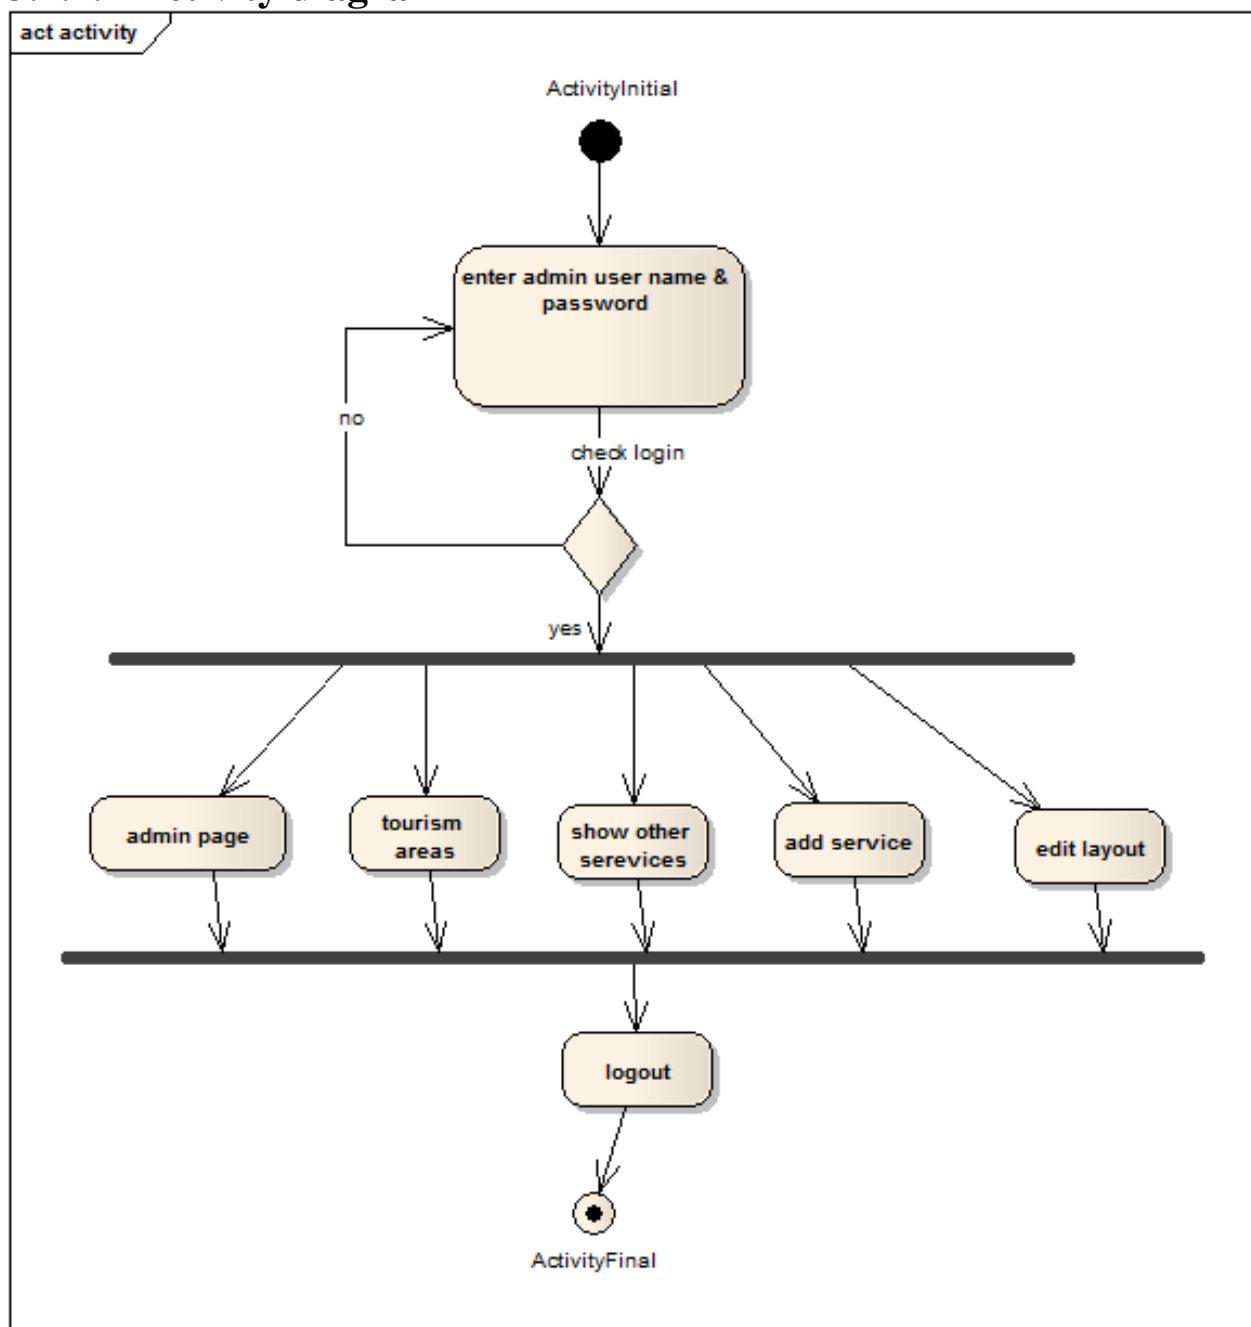 act activity
ActivityInitial
enter admin user name &
password
no
check login
yes
admin page
tourism
areas
show other
serevices
add service
edit layout
logout
ActivityFinal